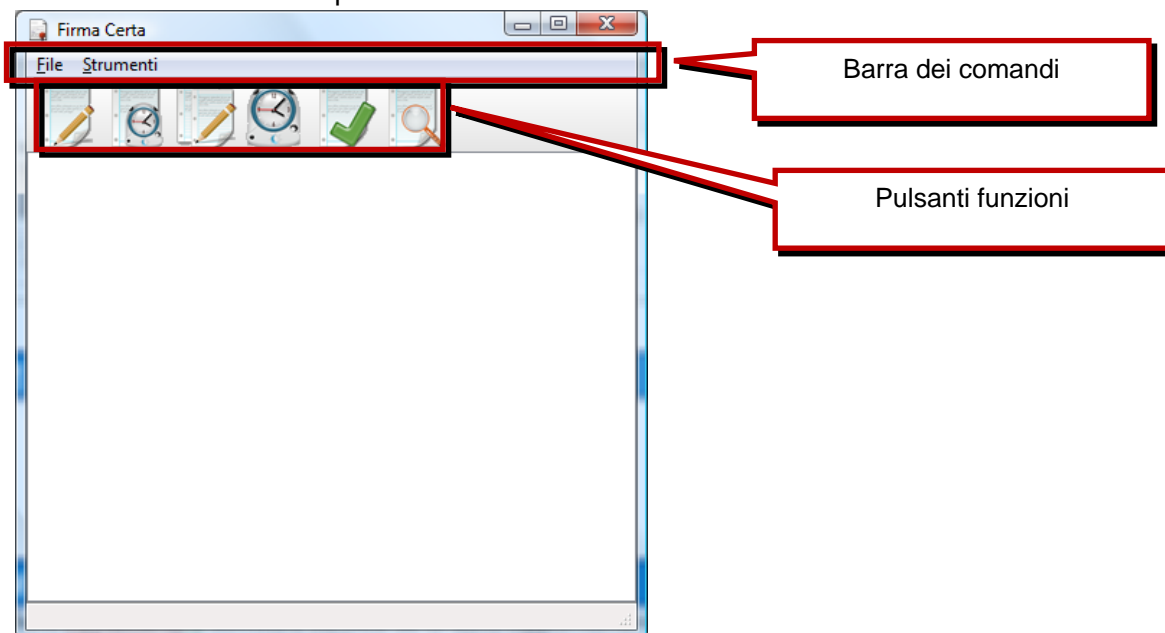 Firma Certa
File Strumenti
Barra dei comandi
Pulsanti funzioni